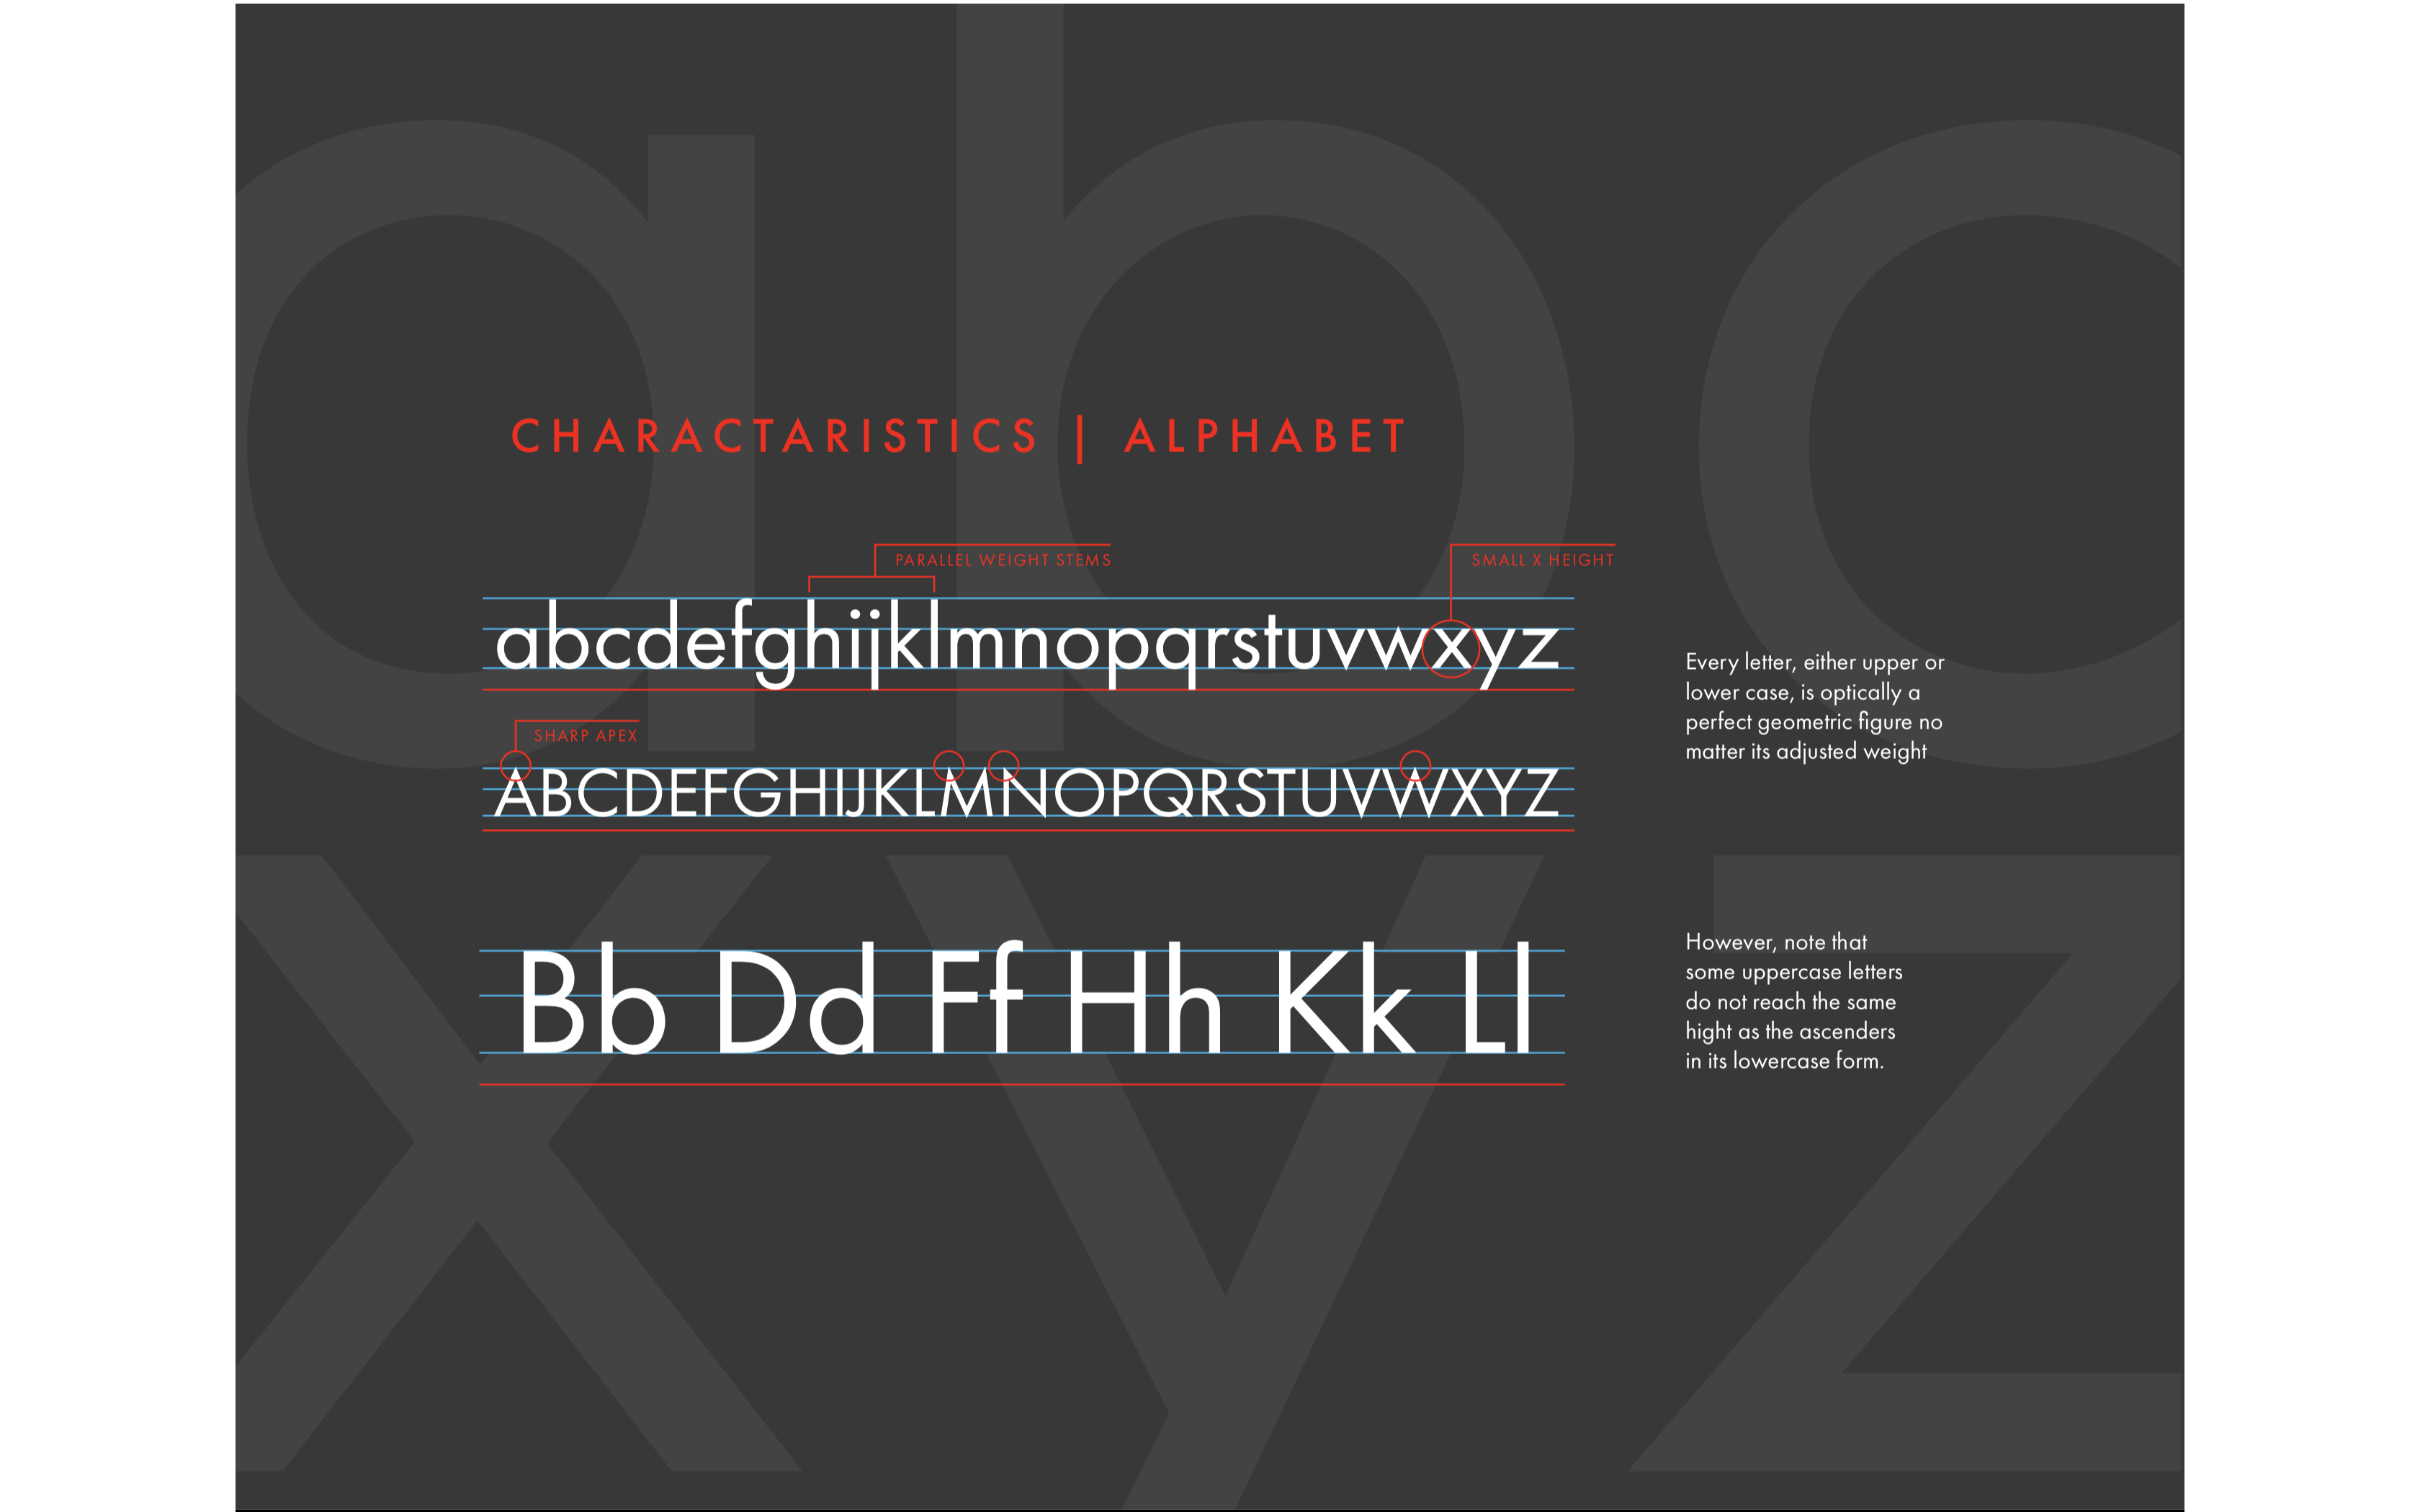 a b c
CHARACTARISTICS | ALPHABET
PARALLEL WEIGHT STEMS
SMALL X HEIGHT
abcdefghijklmnopqrstuvwxyz
SHARP APEX
ABCDEFGHIJKLMNOPQRSTUVWXYZ
Every letter, either upper or
lower case, is optically a
perfect geometric figure no
matter its adjusted weight
x y z
Bb Dd Ff Hh Kk Ll
However, note that
some uppercase letters
do not reach the same
hight as the ascenders
in its lowercase form.